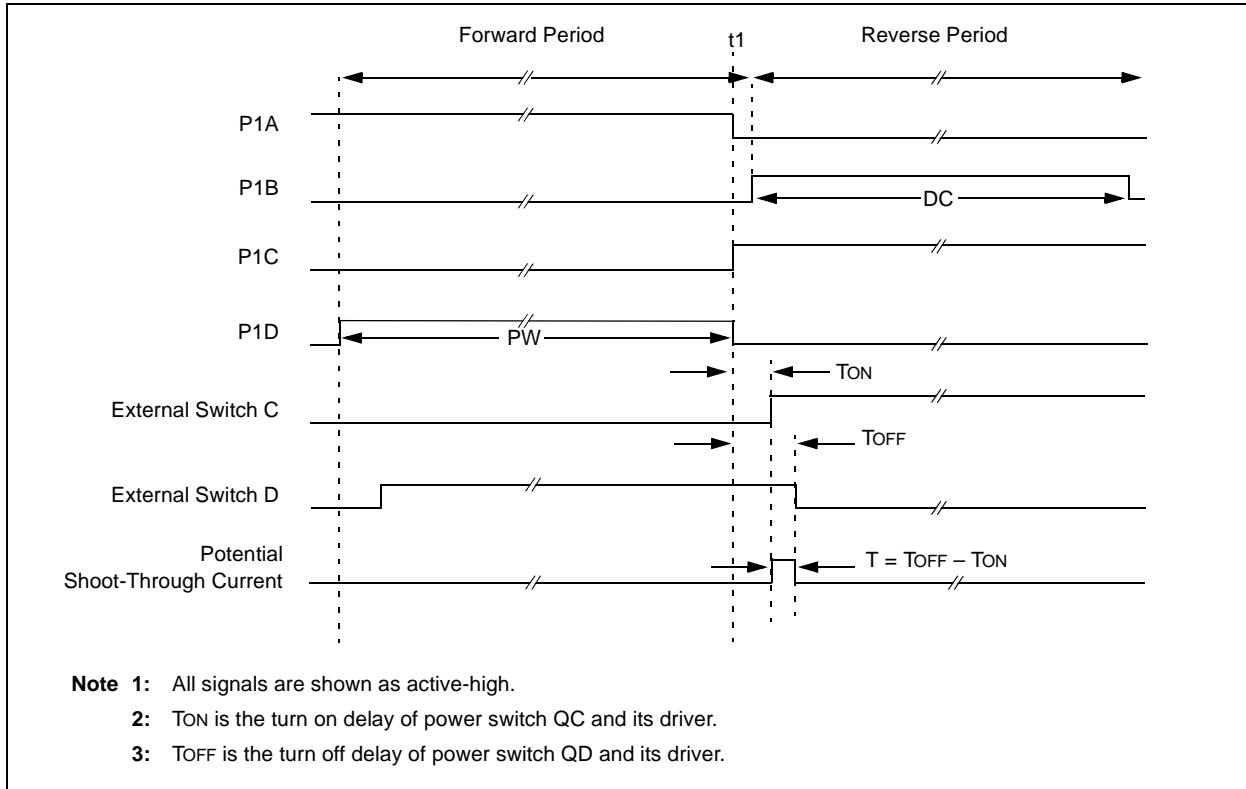 Forward Period
t1
Reverse Period
P1A
P1B
DC
P1C
P1D
PW
TON
External Switch C
TOFF
External Switch D
Potential
Shoot-Through Current
T = TOFF – TON
Note 1: All signals are shown as active-high.
2: TON is the turn on delay of power switch QC and its driver.
3: TOFF is the turn off delay of power switch QD and its driver.